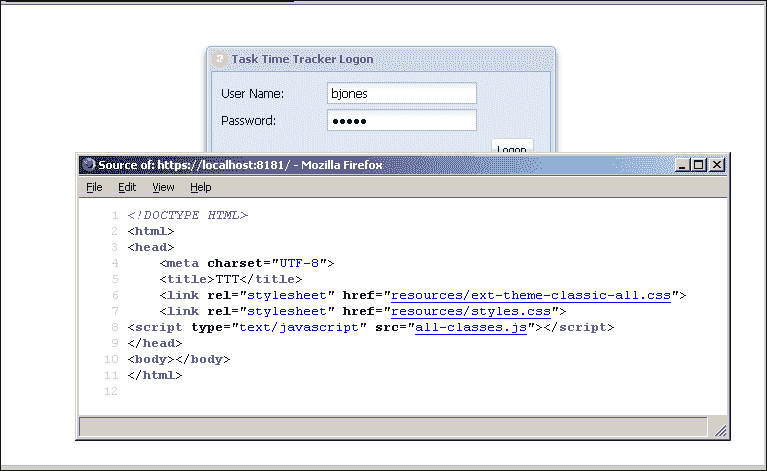 Task Time Tracker Logon
User Name: bjones
Password: ●●●●●
Logon
Source of: https://localhost:8181/ - Mozilla Firefox
File Edit View Help
1 <!DOCTYPE HTML>
2 <html>
3 <head>
4 <meta charset="UTF-8">
5 <title>TTT</title>
6 <link rel="stylesheet" href="resources/ext-theme-classic-all.css">
7 <link rel="stylesheet" href="resources/styles.css">
8 <script type="text/javascript" src="all-classes.js"></script>
9 </head>
10 <body></body>
11 </html>
12